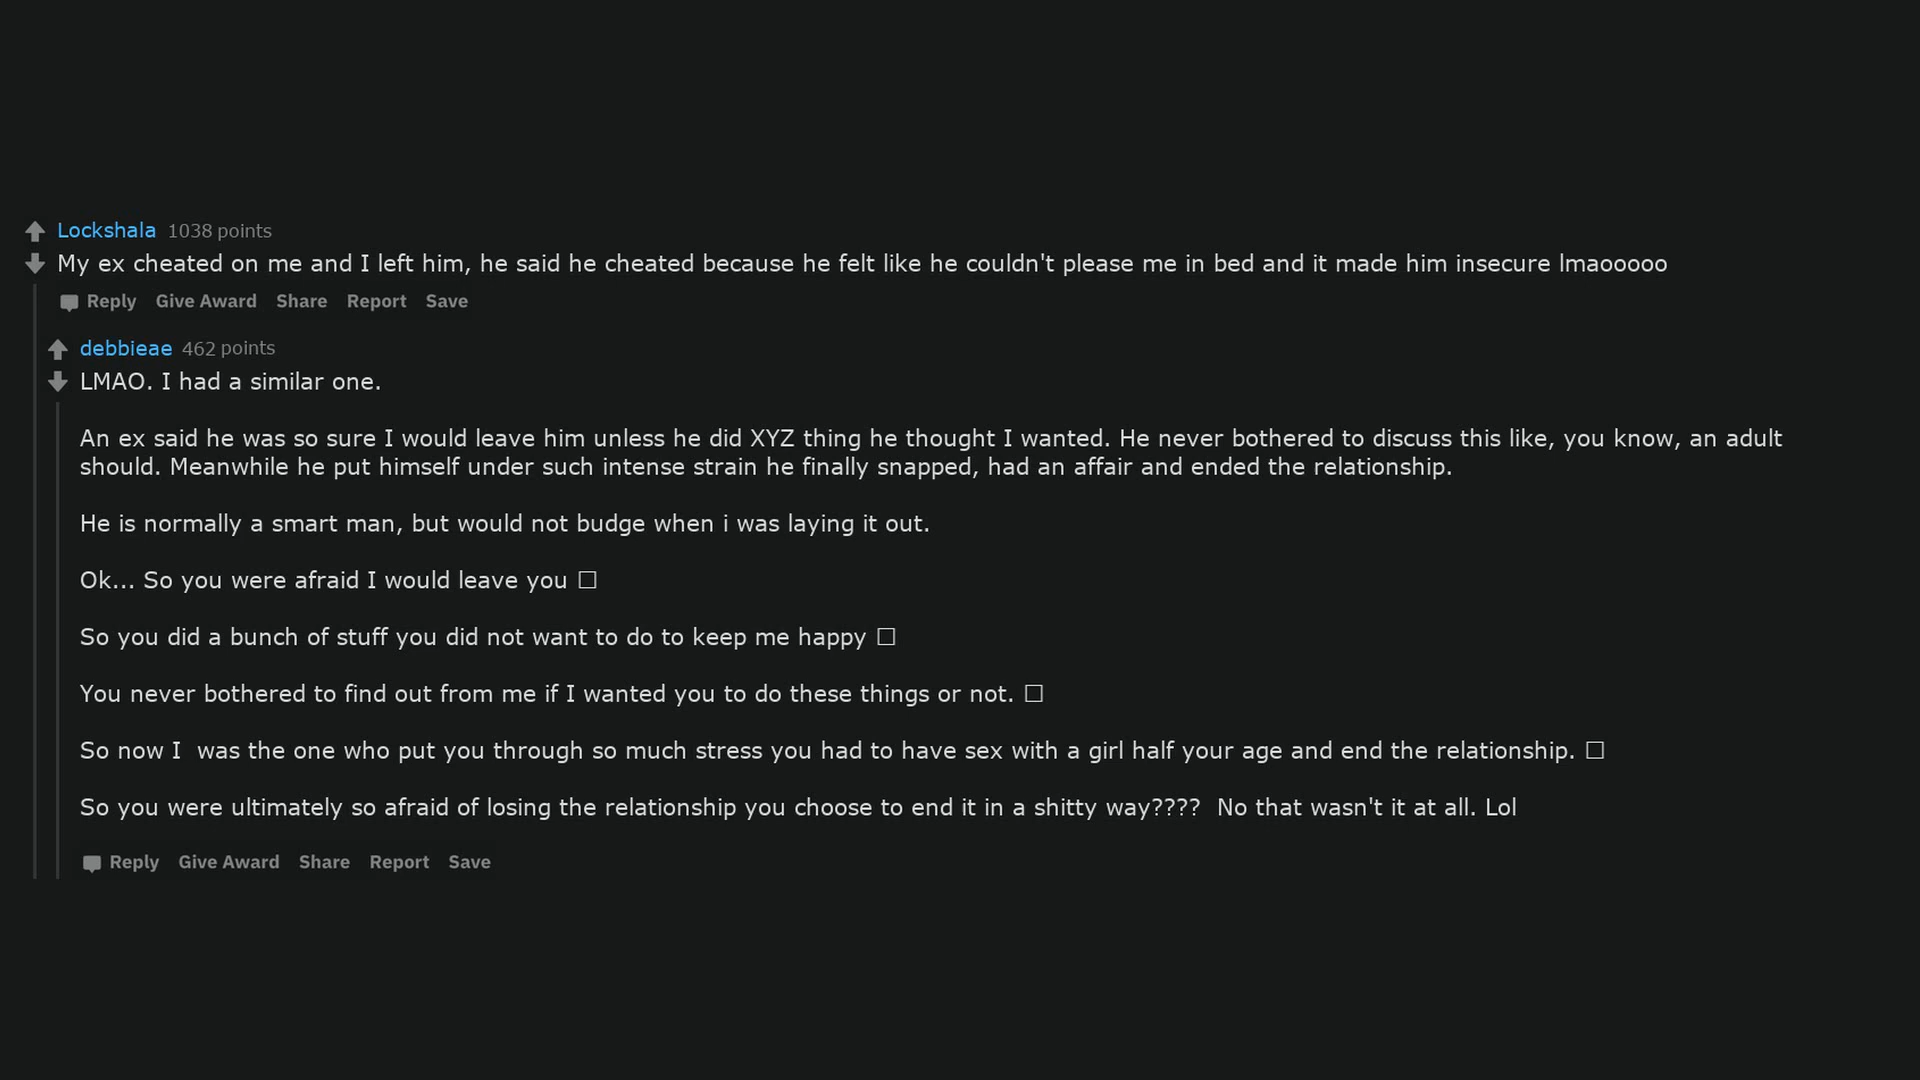 Lockshala 1038 points
My ex cheated on me and I left him, he said he cheated because he felt like he couldn't please me in bed and it made him insecure lmaooooo
Reply Give Award Share Report Save
debbieae 462 points
LMAO. I had a similar one.
An ex said he was so sure I would leave him unless he did XYZ thing he thought I wanted. He never bothered to discuss this like, you know, an adult
should. Meanwhile he put himself under such intense strain he finally snapped, had an affair and ended the relationship.
He is normally a smart man, but would not budge when i was laying it out.
Ok... So you were afraid I would leave you □
So you did a bunch of stuff you did not want to do to keep me happy □
You never bothered to find out from me if I wanted you to do these things or not. □
So now I  was the one who put you through so much stress you had to have sex with a girl half your age and end the relationship. □
So you were ultimately so afraid of losing the relationship you choose to end it in a shitty way????  No that wasn't it at all. Lol
Reply Give Award Share Report Save